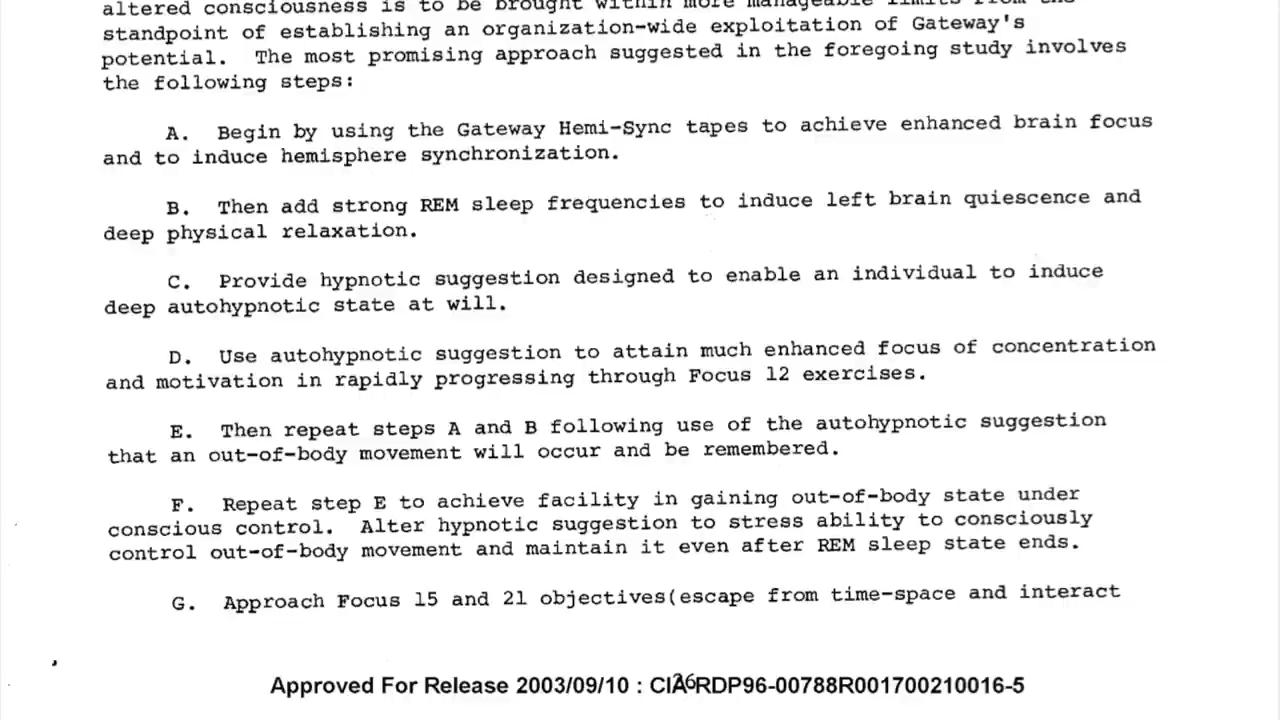 altered consciousness is to be brought within more manageable limits from the
standpoint of establishing an organization-wide exploitation of Gateway's
potential. The most promising approach suggested in the foregoing study involves
the following steps:
A. Begin by using the Gateway Hemi-Sync tapes to achieve enhanced brain focus
and to induce hemisphere synchronization.
B. Then add strong REM sleep frequencies to induce left brain quiescence and
deep physical relaxation.
C. Provide hypnotic suggestion designed to enable an individual to induce
deep autohypnotic state at will.
D. Use autohypnotic suggestion to attain much enhanced focus of concentration
and motivation in rapidly progressing through Focus 12 exercises.
E. Then repeat steps A and B following use of the autohypnotic suggestion
that an out-of-body movement will occur and be remembered.
F. Repeat step E to achieve facility in gaining out-of-body state under
conscious control. Alter hypnotic suggestion to stress ability to consciously
control out-of-body movement and maintain it even after REM sleep state ends.
G. Approach Focus 15 and 21 objectives(escape from time-space and interact
26
Approved For Release 2003/09/10 : CIA-RDP96-00788R001700210016-5